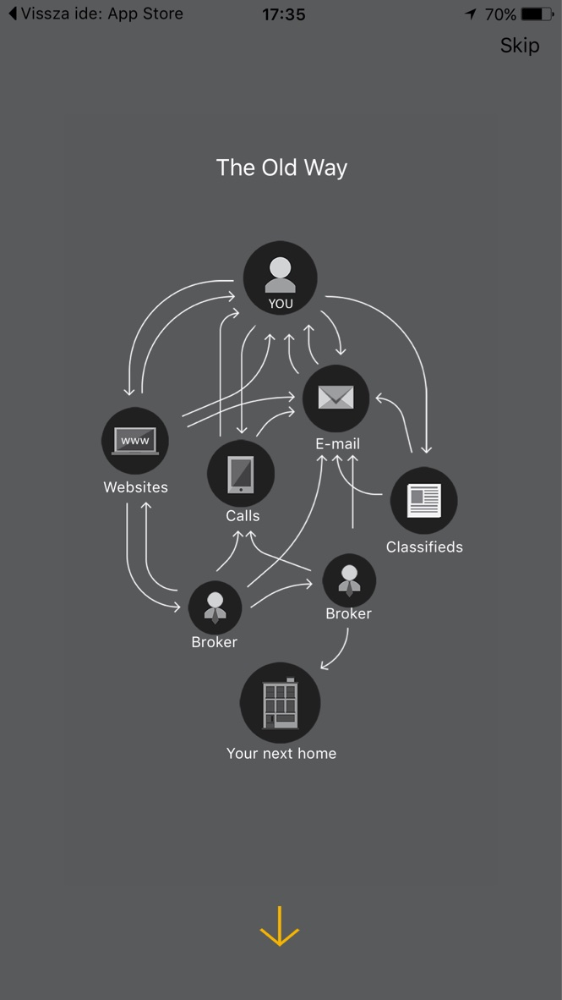 Vissza ide: App Store 17:35 70%
Skip
The Old Way
YOU
www
E-mail
Websites
Calls
Classifieds
Broker
Broker
Your next home